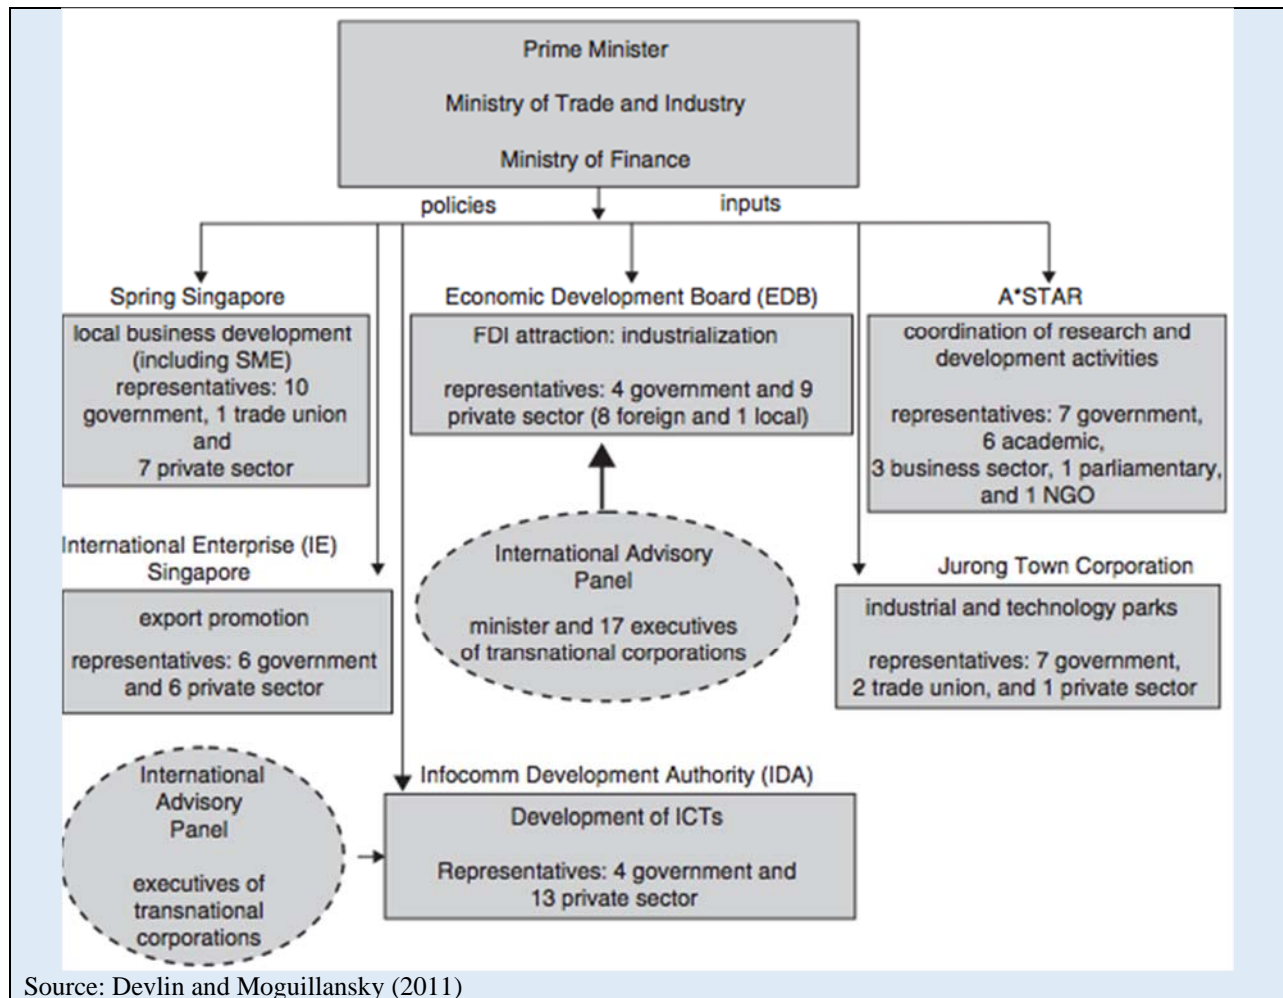 Prime Minister
Ministry of Trade and Industry
Ministry of Finance
policies
inputs
Spring Singapore
local business development
(including SME)
representatives: 10
government, 1 trade union
and
7 private sector
Economic Development Board (EDB)
FDI attraction: industrialization
representatives: 4 government and 9
private sector (8 foreign and 1 local)
A*STAR
coordination of research and
development activities
representatives: 7 government,
6 academic,
3 business sector, 1 parliamentary,
and 1 NGO
International Enterprise (IE)
Singapore
export promotion
representatives: 6 government
and 6 private sector
International Advisory
Panel
minister and 17 executives
of transnational corporations
Jurong Town Corporation
industrial and technology parks
representatives: 7 government,
2 trade union, and 1 private sector
International
Advisory
Panel
executives of
transnational
corporations
Infocomm Development Authority (IDA)
Development of ICTs
Representatives: 4 government and
13 private sector
Source: Devlin and Moguillansky (2011)